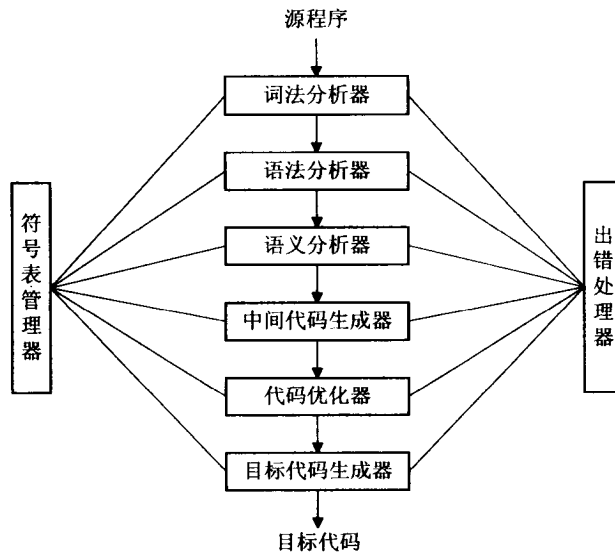 源程序
词法分析器
语法分析器
语义分析器
中间代码生成器
代码优化器
目标代码生成器
目标代码
符号表管理器
出错处理器